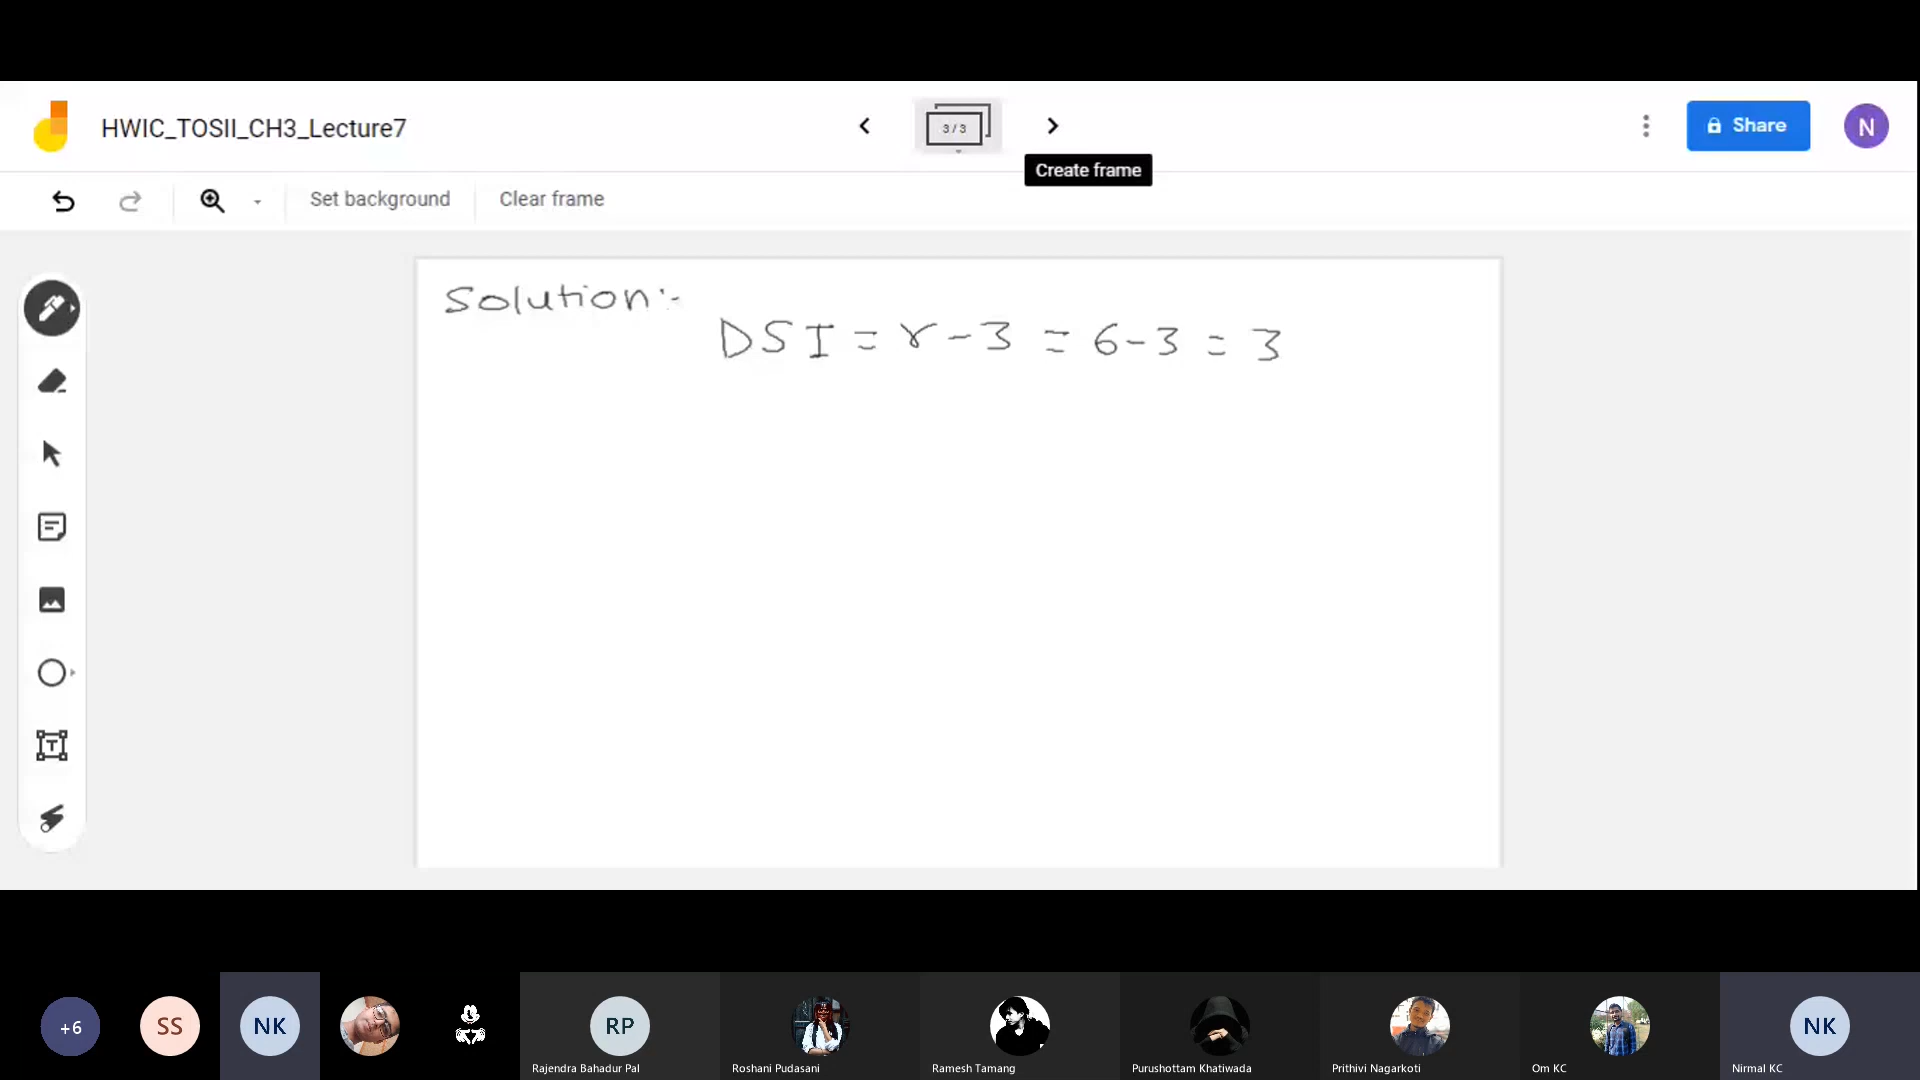 HWIC_TOSII_CH3_Lecture7
3 / 3
Share
N
Create frame
Set background
Clear frame
Solution:-
DSI = r - 3 = 6 - 3 = 3
+6
SS
NK
RP
NK
Rajendra Bahadur Pal
Roshani Pudasani
Ramesh Tamang
Purushottam Khatiwada
Prithivi Nagarkoti
Om KC
Nirmal KC